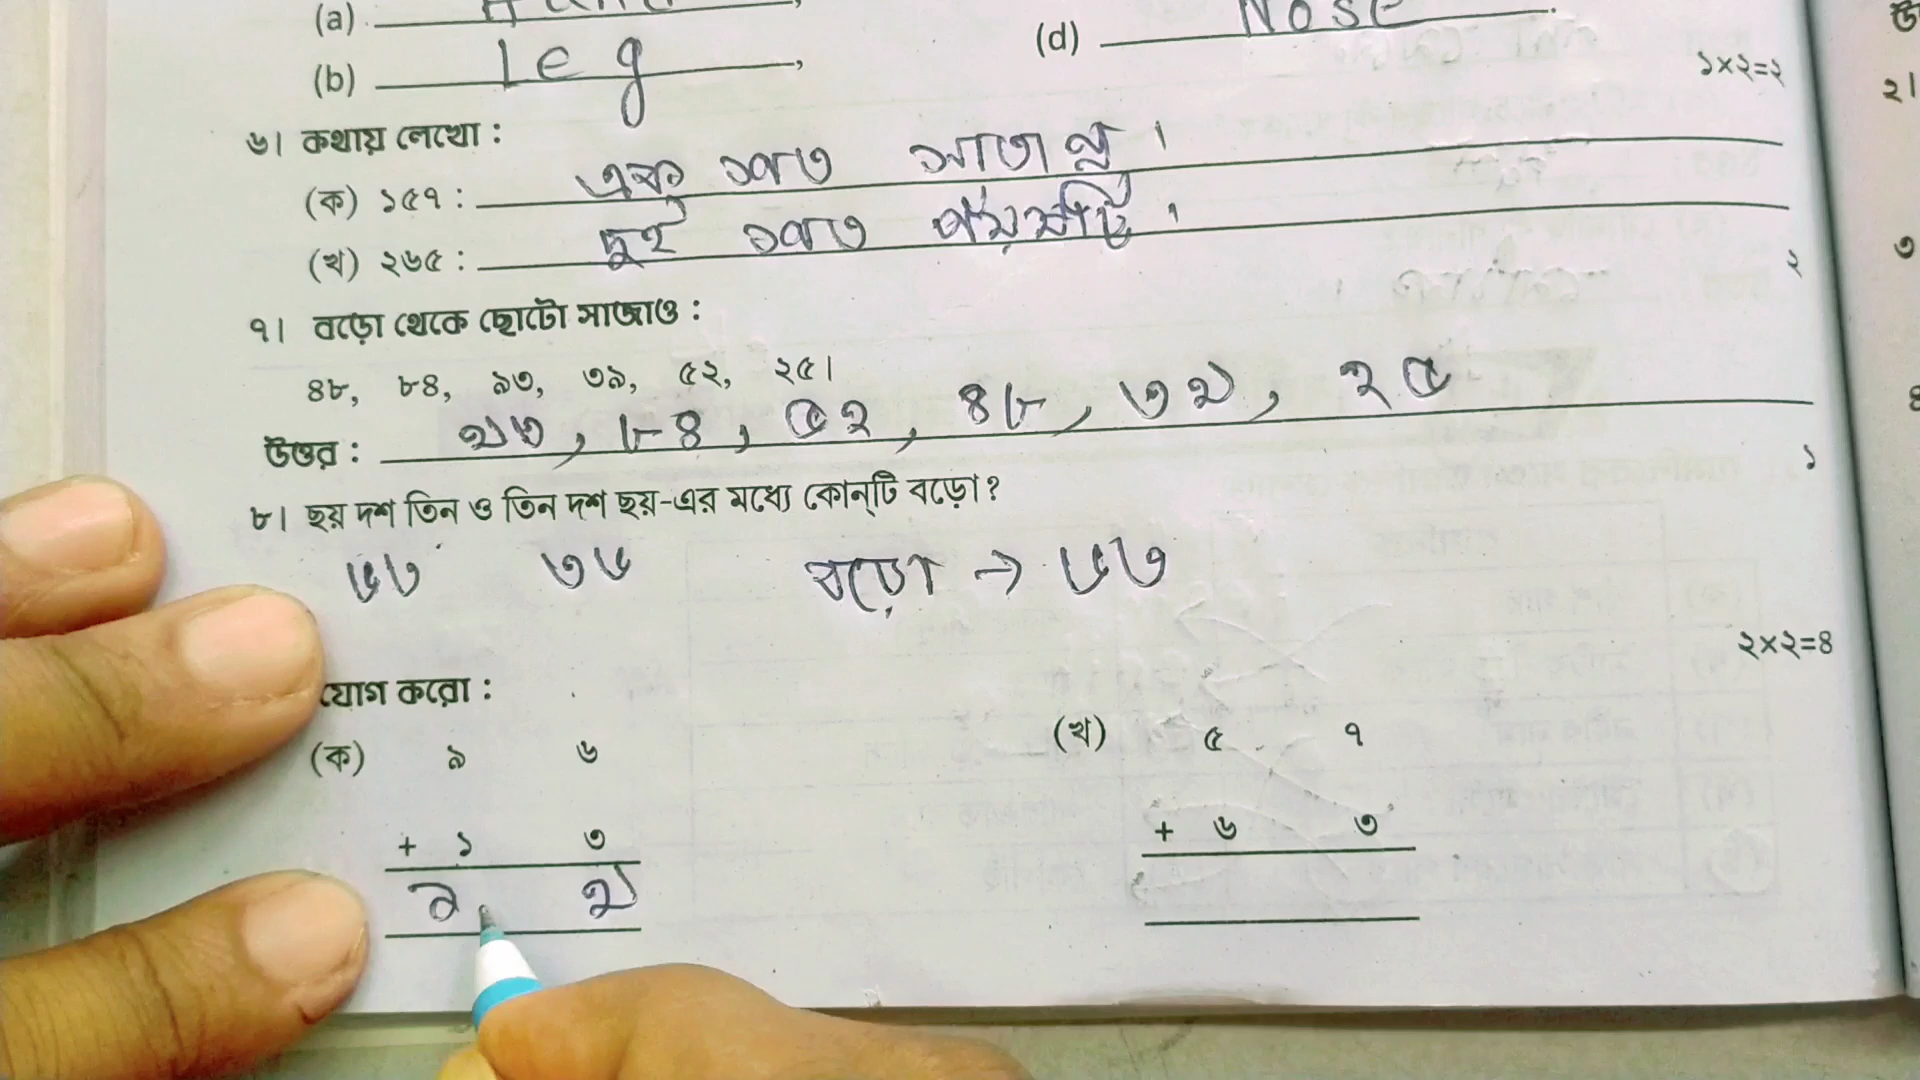 (a)
(b) leg,
(d) Nose.
১×২=২
৬। কথায় লেখো :
(ক) ১৫৭ : এক শত সাতান্ন।
(খ) ২৬৫ : দুই শত পঁয়ষট্টি।
২
৭। বড়ো থেকে ছোটো সাজাও :
৪৮, ৮৪, ৯৩, ৩৯, ৫২, ২৫।
উত্তর : ৯৩, ৮৪, ৫২, ৪৮, ৩৯, ২৫
১
৮। ছয় দশ তিন ও তিন দশ ছয়-এর মধ্যে কোন্‌টি বড়ো?
৬৩ ৩৬ বড়ো → ৬৩
২×২=৪
যোগ করো :
(ক) ৯ ৬
+ ১ ৩
৯
(খ) ৫ ৭
+ ৬ ৩
২।
৩
৪